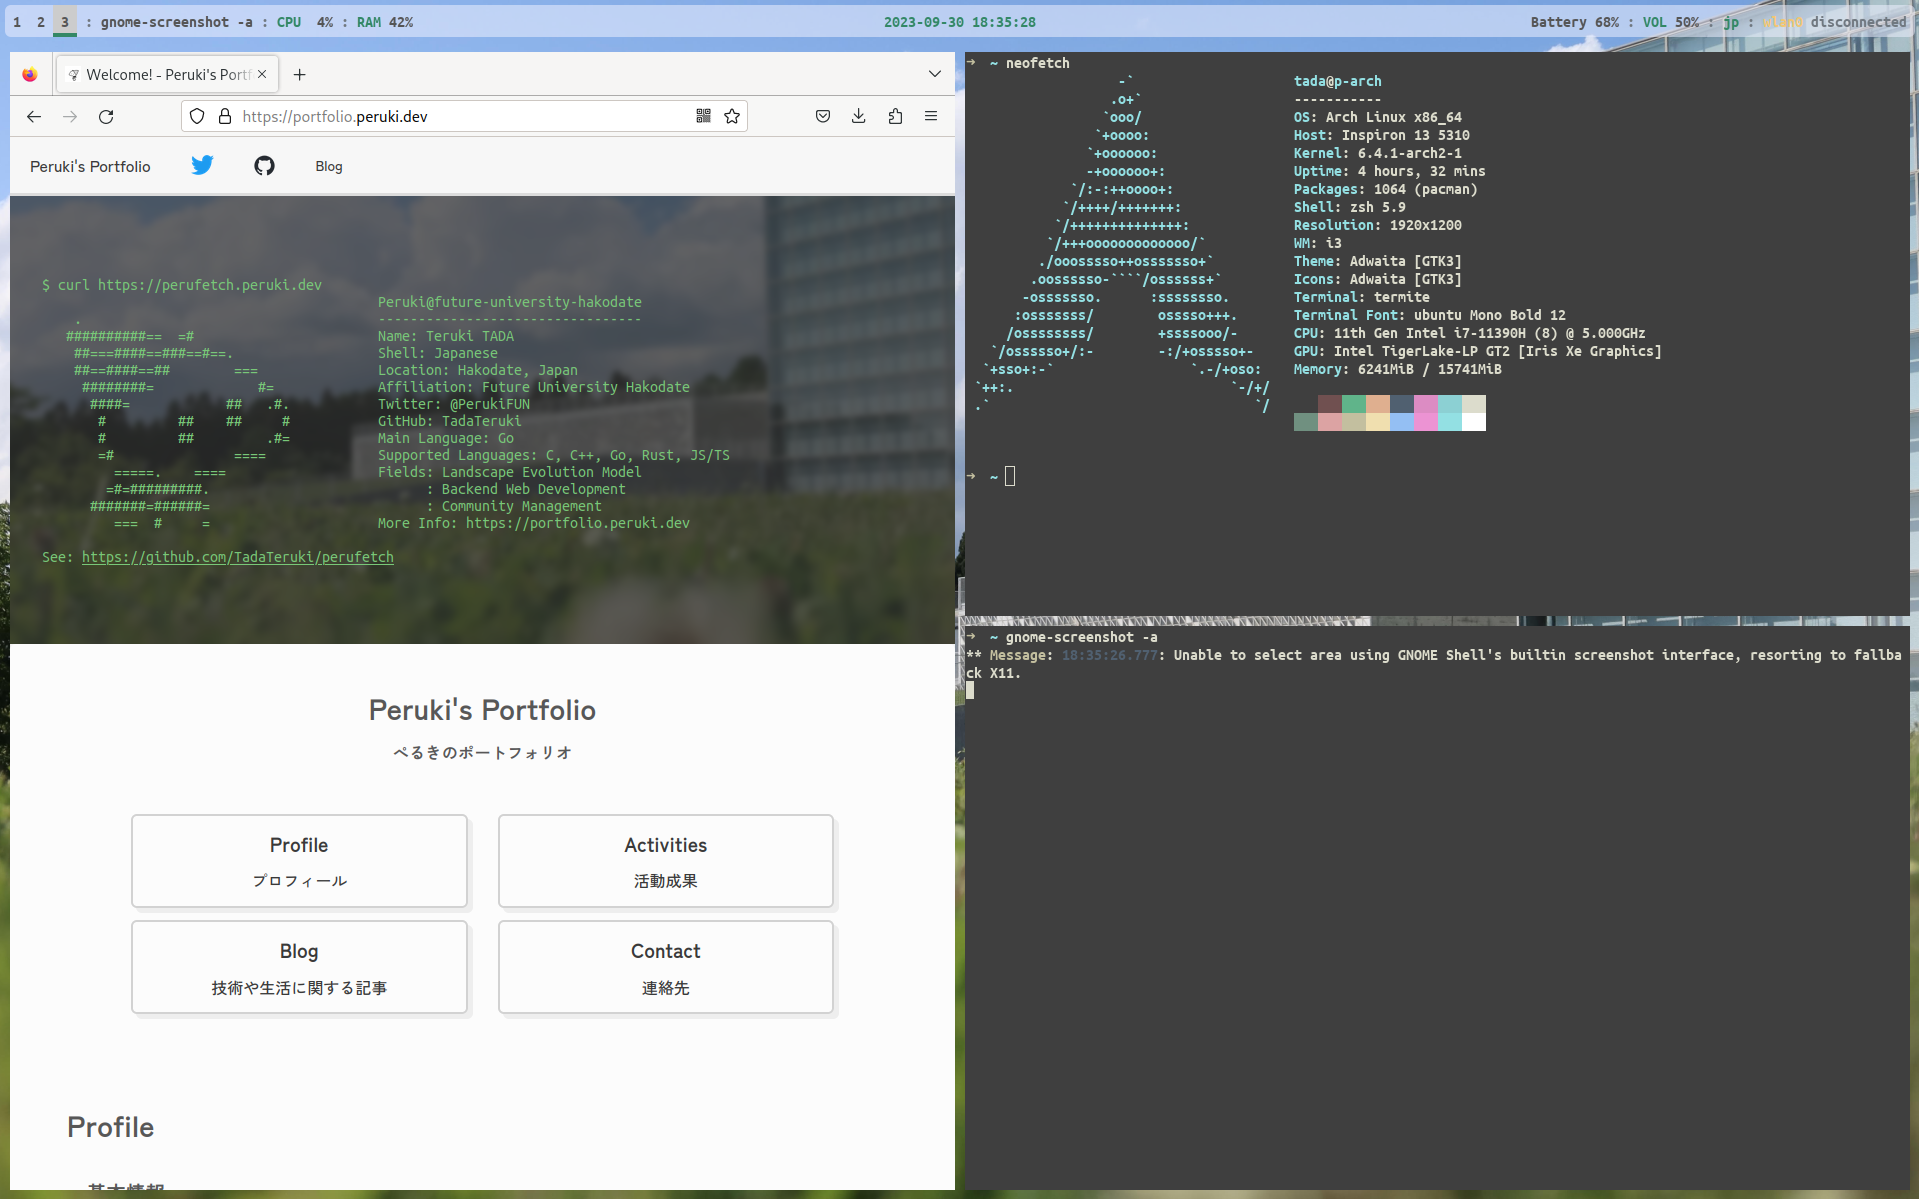 1 2 3 : gnome-screenshot -a : CPU 4% : RAM 42%
2023-09-30 18:35:28
Battery 68% : VOL 50% : jp : wlan0 disconnected
Welcome! - Peruki's Portf
https://portfolio.peruki.dev
Peruki's Portfolio
Blog
$ curl https://perufetch.peruki.dev
Peruki@future-university-hakodate
---------------------------------
Name: Teruki TADA
Shell: Japanese
Location: Hakodate, Japan
Affiliation: Future University Hakodate
Twitter: @PerukiFUN
GitHub: TadaTeruki
Main Language: Go
Supported Languages: C, C++, Go, Rust, JS/TS
Fields: Landscape Evolution Model
: Backend Web Development
: Community Management
More Info: https://portfolio.peruki.dev
See: https://github.com/TadaTeruki/perufetch
Peruki's Portfolio
ぺるきのポートフォリオ
Profile
プロフィール
Activities
活動成果
Blog
技術や生活に関する記事
Contact
連絡先
Profile
基本情報
➜ ~ neofetch
tada@p-arch
-----------
OS: Arch Linux x86_64
Host: Inspiron 13 5310
Kernel: 6.4.1-arch2-1
Uptime: 4 hours, 32 mins
Packages: 1064 (pacman)
Shell: zsh 5.9
Resolution: 1920x1200
WM: i3
Theme: Adwaita [GTK3]
Icons: Adwaita [GTK3]
Terminal: termite
Terminal Font: ubuntu Mono Bold 12
CPU: 11th Gen Intel i7-11390H (8) @ 5.000GHz
GPU: Intel TigerLake-LP GT2 [Iris Xe Graphics]
Memory: 6241MiB / 15741MiB
➜ ~
➜ ~ gnome-screenshot -a
** Message: 18:35:26.777: Unable to select area using GNOME Shell's builtin screenshot interface, resorting to fallba
ck X11.